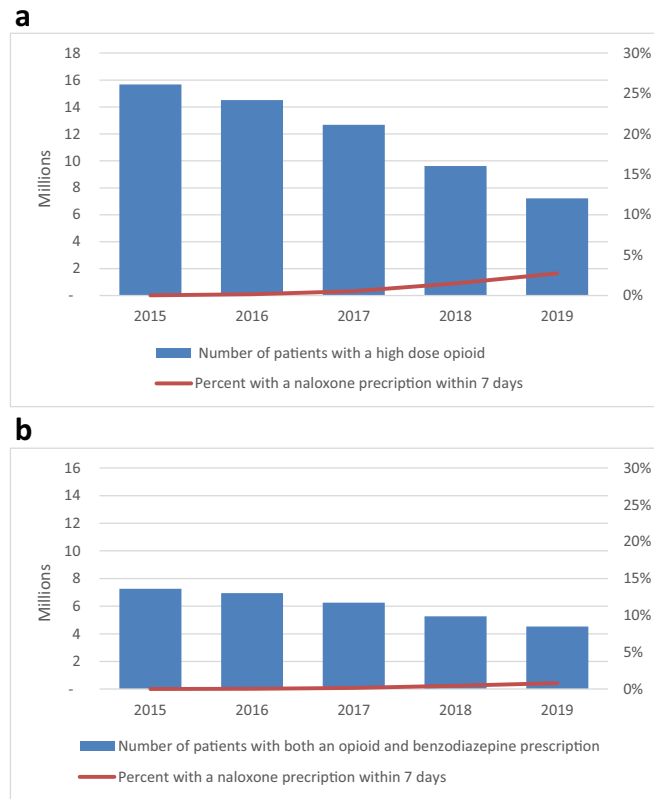 a
18 30%
16 25%
14
12 20%
10 15%
8
6 10%
4 5%
2
- 0%
Millions
2015 2016 2017 2018 2019
Number of patients with a high dose opioid
Percent with a naloxone precription within 7 days
b
16 30%
14 25%
12
10 20%
8 15%
6 10%
4
2 5%
- 0%
Millions
2015 2016 2017 2018 2019
Number of patients with both an opioid and benzodiazepine prescription
Percent with a naloxone precription within 7 days